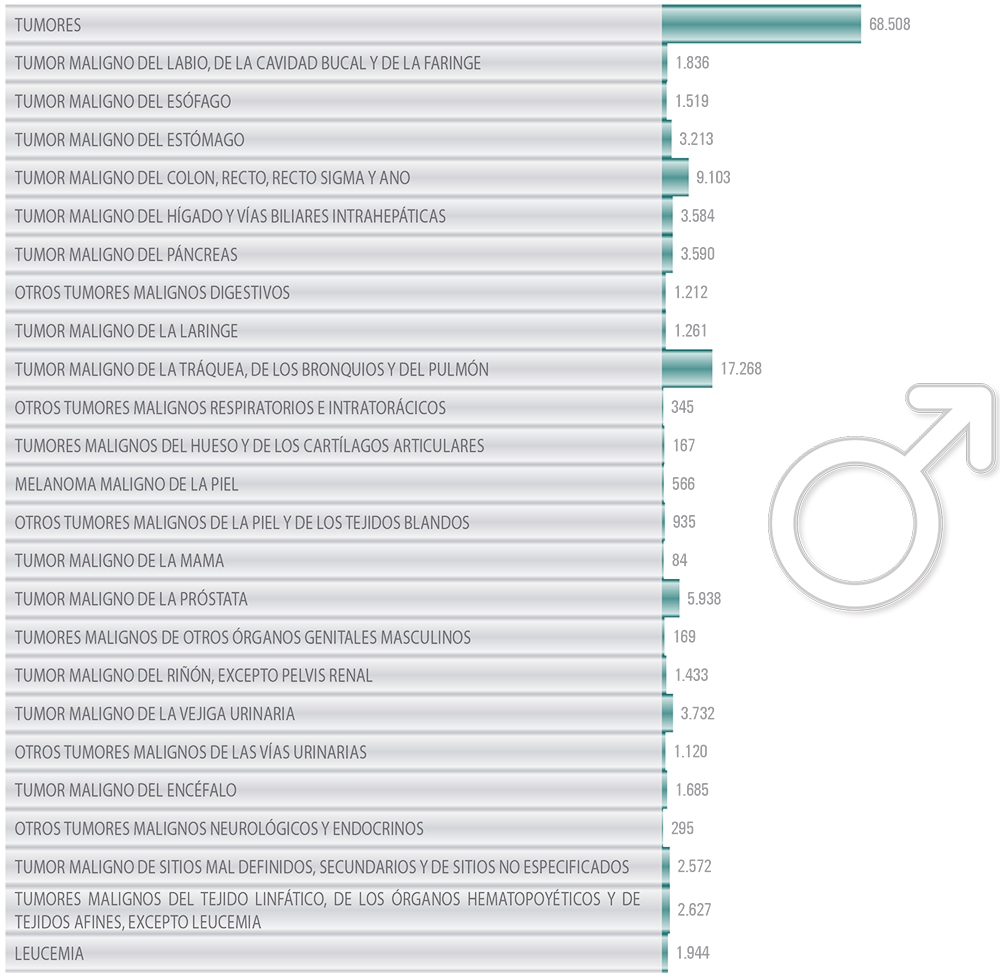 TUMORES 68.508
TUMOR MALIGNO DEL LABIO, DE LA CAVIDAD BUCAL Y DE LA FARINGE 1.836
TUMOR MALIGNO DEL ESÓFAGO 1.519
TUMOR MALIGNO DEL ESTÓMAGO 3.213
TUMOR MALIGNO DEL COLON, RECTO, RECTO SIGMA Y ANO 9.103
TUMOR MALIGNO DEL HÍGADO Y VÍAS BILIARES INTRAHEPÁTICAS 3.584
TUMOR MALIGNO DEL PÁNCREAS 3.590
OTROS TUMORES MALIGNOS DIGESTIVOS 1.212
TUMOR MALIGNO DE LA LARINGE 1.261
TUMOR MALIGNO DE LA TRÁQUEA, DE LOS BRONQUIOS Y DEL PULMÓN 17.268
OTROS TUMORES MALIGNOS RESPIRATORIOS E INTRATORÁCICOS 345
TUMORES MALIGNOS DEL HUESO Y DE LOS CARTÍLAGOS ARTICULARES 167
MELANOMA MALIGNO DE LA PIEL 566
OTROS TUMORES MALIGNOS DE LA PIEL Y DE LOS TEJIDOS BLANDOS 935
TUMOR MALIGNO DE LA MAMA 84
TUMOR MALIGNO DE LA PRÓSTATA 5.938
TUMORES MALIGNOS DE OTROS ÓRGANOS GENITALES MASCULINOS 169
TUMOR MALIGNO DEL RIÑÓN, EXCEPTO PELVIS RENAL 1.433
TUMOR MALIGNO DE LA VEJIGA URINARIA 3.732
OTROS TUMORES MALIGNOS DE LAS VÍAS URINARIAS 1.120
TUMOR MALIGNO DEL ENCÉFALO 1.685
OTROS TUMORES MALIGNOS NEUROLÓGICOS Y ENDOCRINOS 295
TUMOR MALIGNO DE SITIOS MAL DEFINIDOS, SECUNDARIOS Y DE SITIOS NO ESPECIFICADOS 2.572
TUMORES MALIGNOS DEL TEJIDO LINFÁTICO, DE LOS ÓRGANOS HEMATOPOYÉTICOS Y DE
TEJIDOS AFINES, EXCEPTO LEUCEMIA 2.627
LEUCEMIA 1.944